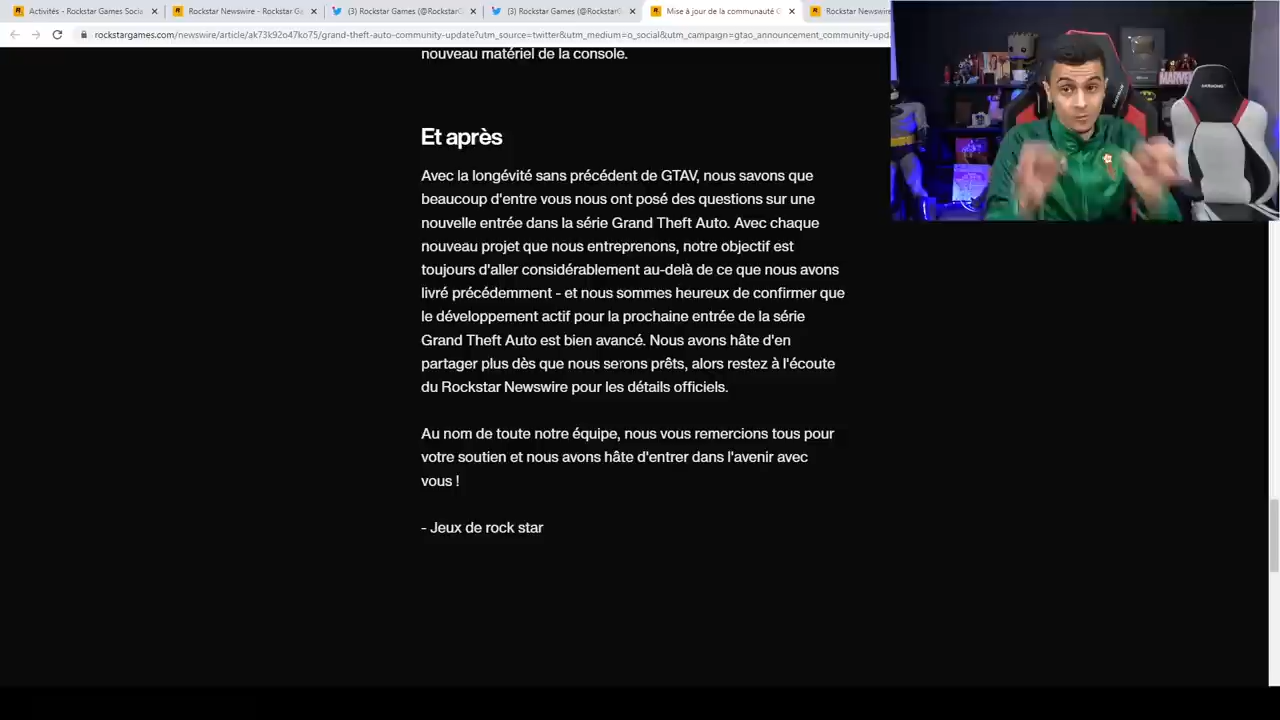 Activités - Rockstar Games Socia
Rockstar Newswire - Rockstar Ga
(3) Rockstar Games (@RockstarG
(3) Rockstar Games (@RockstarG
Mise à jour de la communauté G
Rockstar Newswire
rockstargames.com/newswire/article/ak73k92o47ko75/grand-theft-auto-community-update?utm_source=twitter&utm_medium=o_social&utm_campaign=gtao_announcement_community-upd
nouveau matériel de la console.
Et après
Avec la longévité sans précédent de GTAV, nous savons que
beaucoup d'entre vous nous ont posé des questions sur une
nouvelle entrée dans la série Grand Theft Auto. Avec chaque
nouveau projet que nous entreprenons, notre objectif est
toujours d'aller considérablement au-delà de ce que nous avons
livré précédemment - et nous sommes heureux de confirmer que
le développement actif pour la prochaine entrée de la série
Grand Theft Auto est bien avancé. Nous avons hâte d'en
partager plus dès que nous serons prêts, alors restez à l'écoute
du Rockstar Newswire pour les détails officiels.
Au nom de toute notre équipe, nous vous remercions tous pour
votre soutien et nous avons hâte d'entrer dans l'avenir avec
vous !
- Jeux de rock star
MARVEL